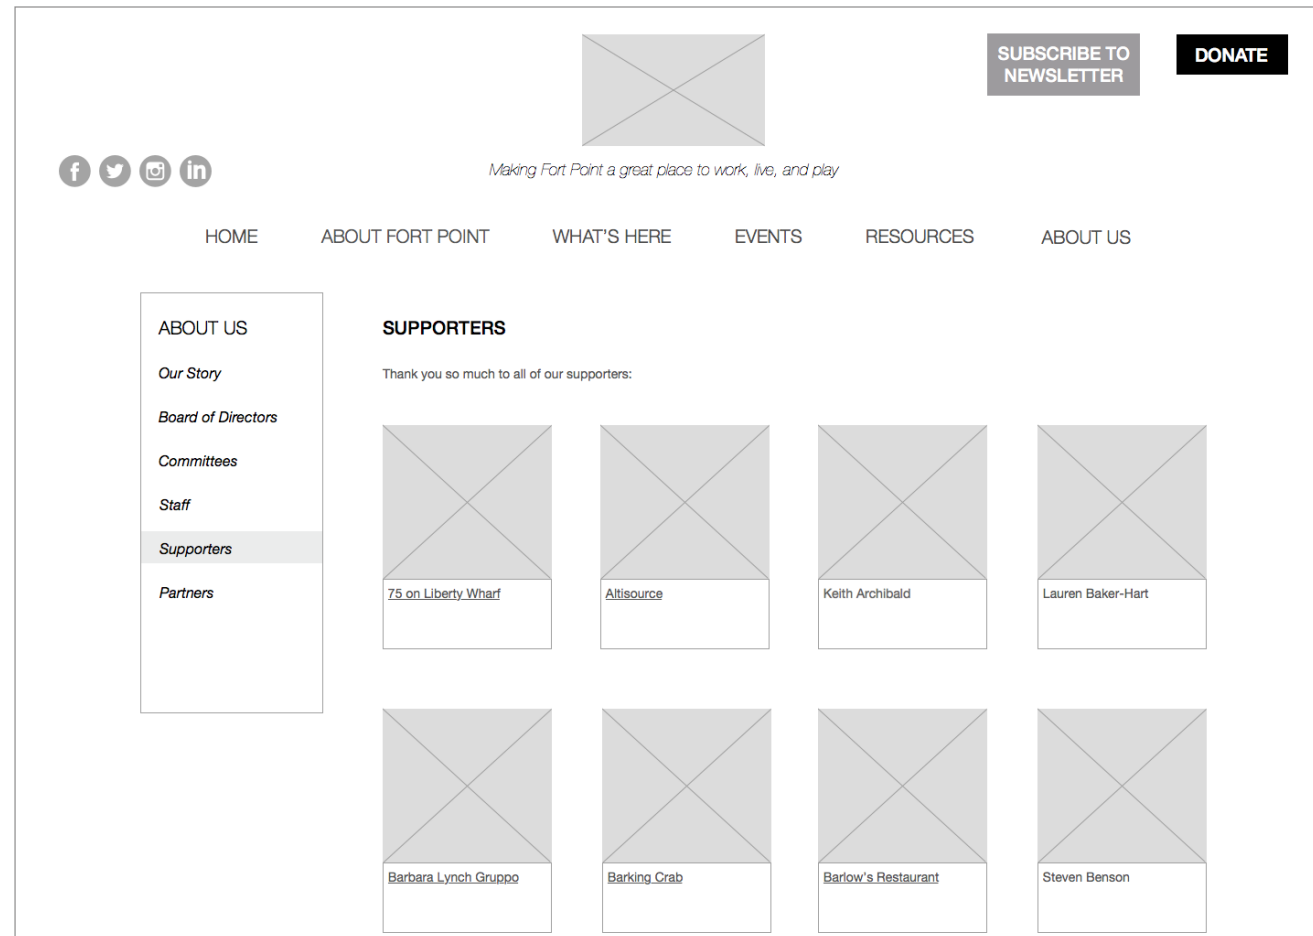 SUBSCRIBE TO
NEWSLETTER
DONATE
Making Fort Point a great place to work, live, and play
HOME
ABOUT FORT POINT
WHAT'S HERE
EVENTS
RESOURCES
ABOUT US
ABOUT US
Our Story
Board of Directors
Committees
Staff
Supporters
Partners
SUPPORTERS
Thank you so much to all of our supporters:
75 on Liberty Wharf
Altisource
Keith Archibald
Lauren Baker-Hart
Barbara Lynch Gruppo
Barking Crab
Barlow's Restaurant
Steven Benson